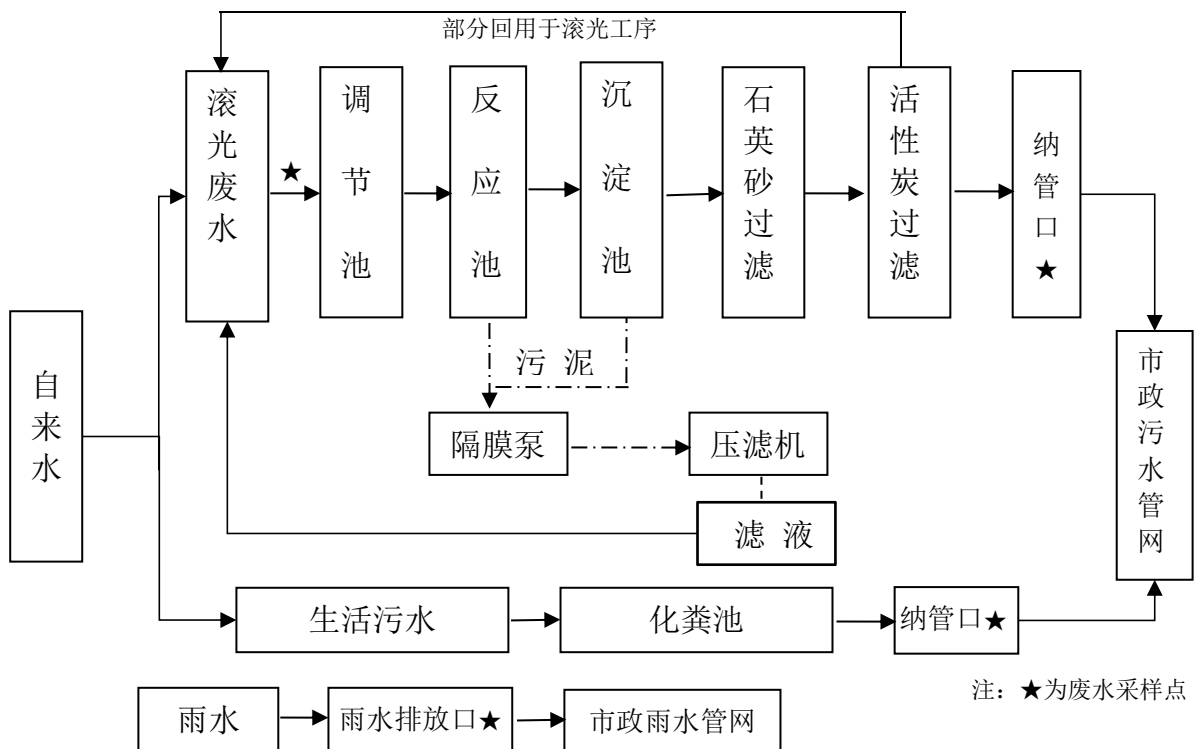 部分回用于滚光工序
滚光废水
★
调节池
反应池
沉淀池
石英砂过滤
活性炭过滤
纳管口★
自来水
污 泥
隔膜泵
压滤机
滤 液
市政污水管网
生活污水
化粪池
纳管口★
注：★为废水采样点
雨水
雨水排放口★
市政雨水管网